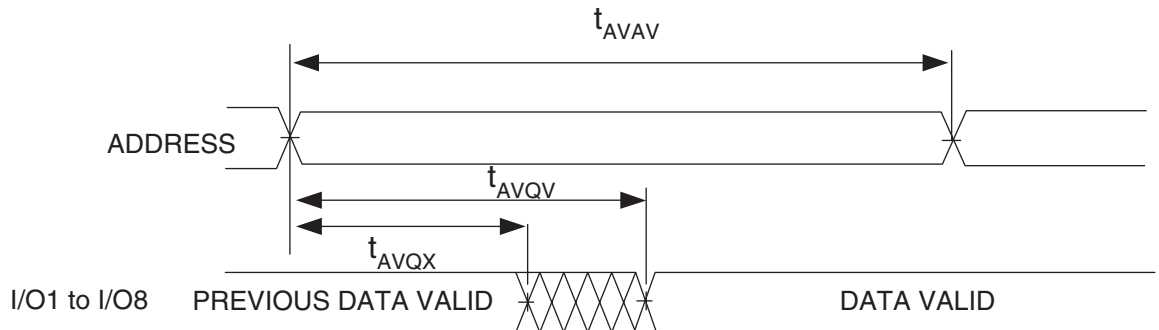 tAVAV
ADDRESS
tAVQV
tAVQX
I/O1 to I/O8 PREVIOUS DATA VALID DATA VALID